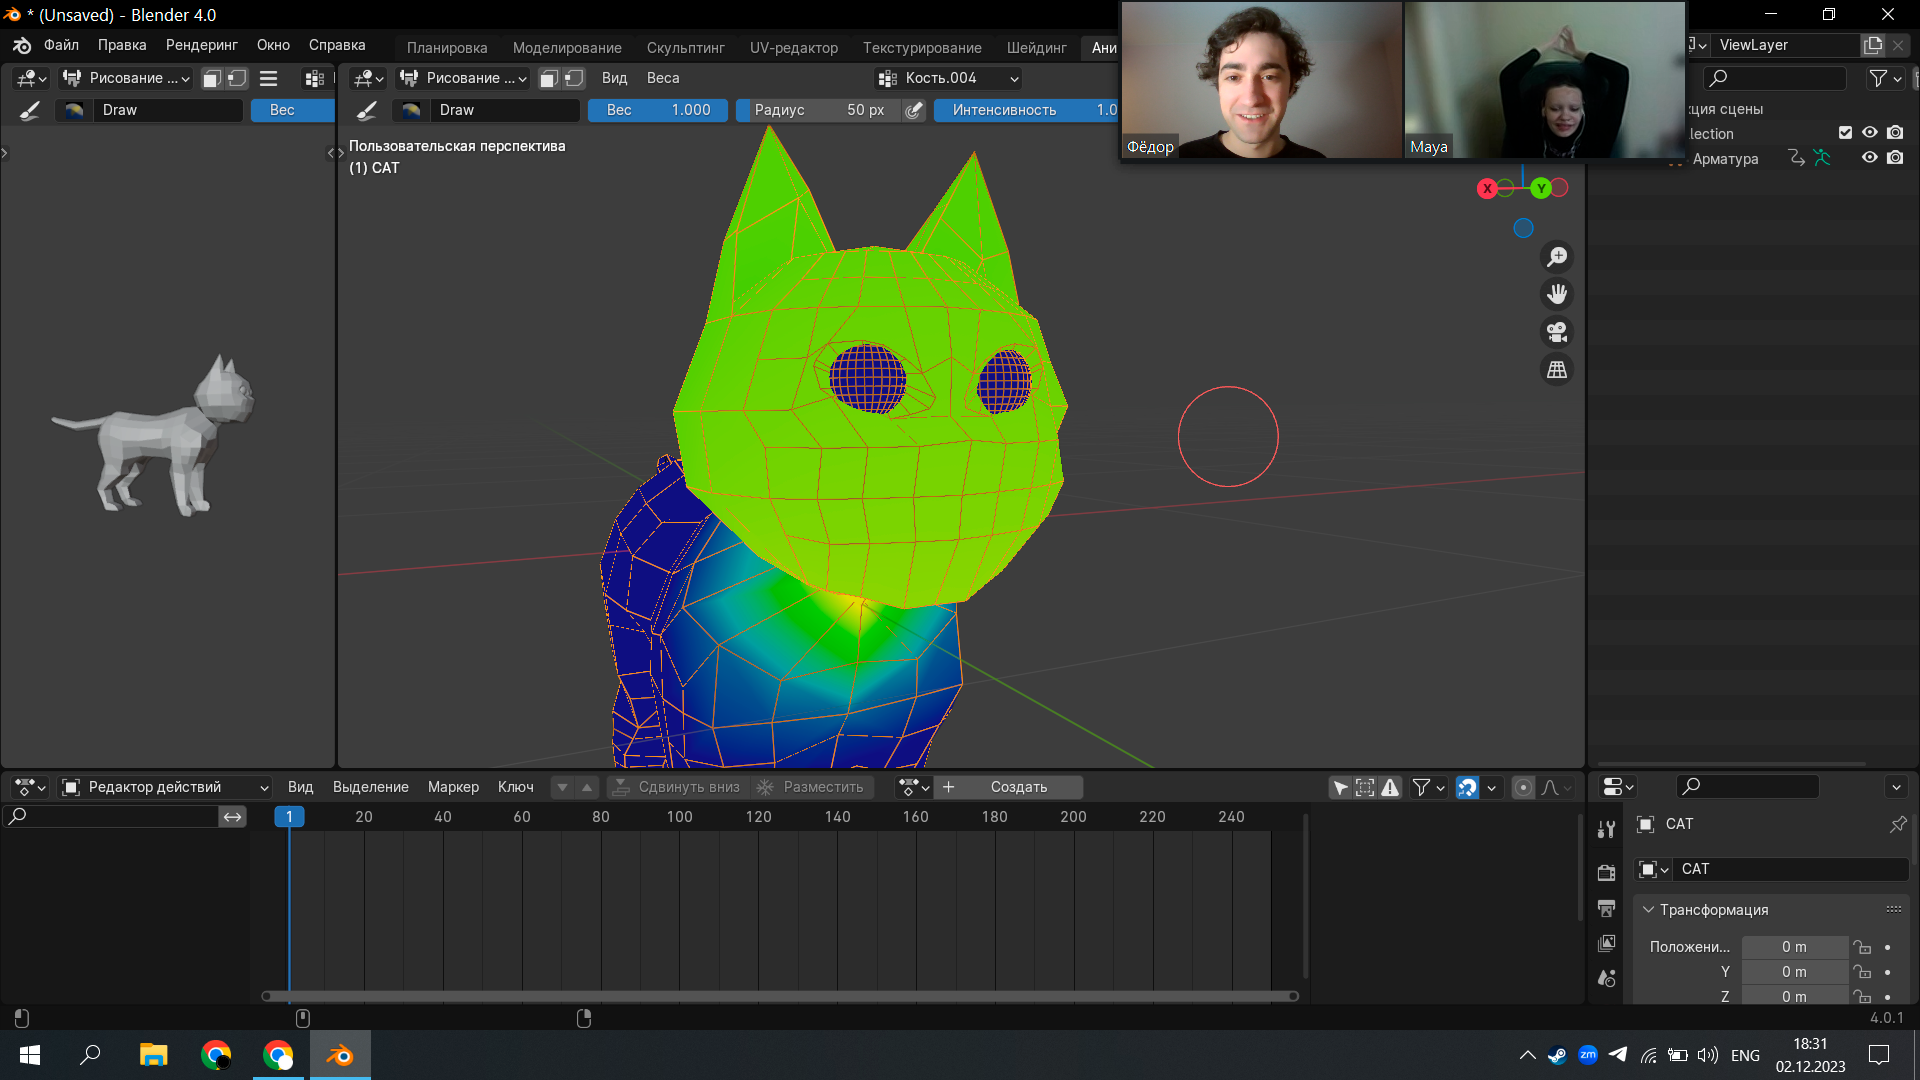 * (Unsaved) - Blender 4.0
Файл Правка Рендеринг Окно Справка
Планировка Моделирование Скульптинг UV-редактор Текстурирование Шейдинг Ани
ViewLayer
Рисование ...
Рисование ... Вид Веса Кость.004
Draw Вес
Draw Вес 1.000 Радиус 50 px Интенсивность 1.0
Фёдор
Maya
кция сцены
llection
Арматура
Пользовательская перспектива
(1) CAT
X Y
Редактор действий Вид Выделение Маркер Ключ Сдвинуть вниз Разместить Создать
1 20 40 60 80 100 120 140 160 180 200 220 240
CAT
CAT
Трансформация
Положени... 0 m
Y 0 m
Z 0 m
4.0.1
zm ENG 18:31
02.12.2023